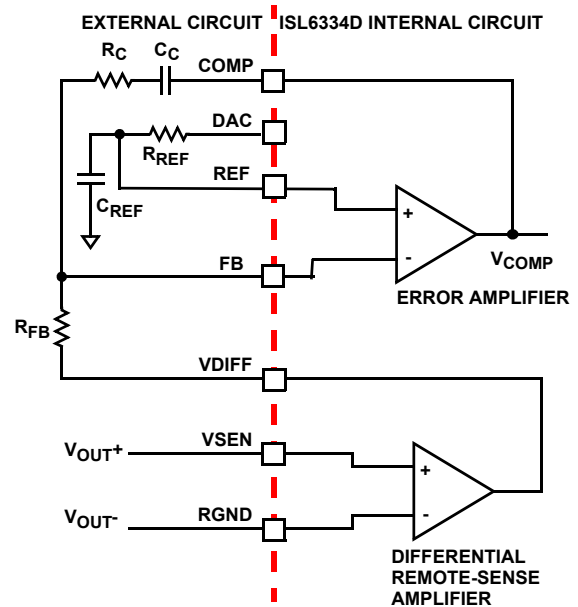 EXTERNAL CIRCUIT
ISL6334D INTERNAL CIRCUIT
RC
CC
COMP
DAC
RREF
REF
CREF
+
-
VCOMP
FB
ERROR AMPLIFIER
RFB
VDIFF
VOUT+
VSEN
+
VOUT-
RGND
-
DIFFERENTIAL
REMOTE-SENSE
AMPLIFIER